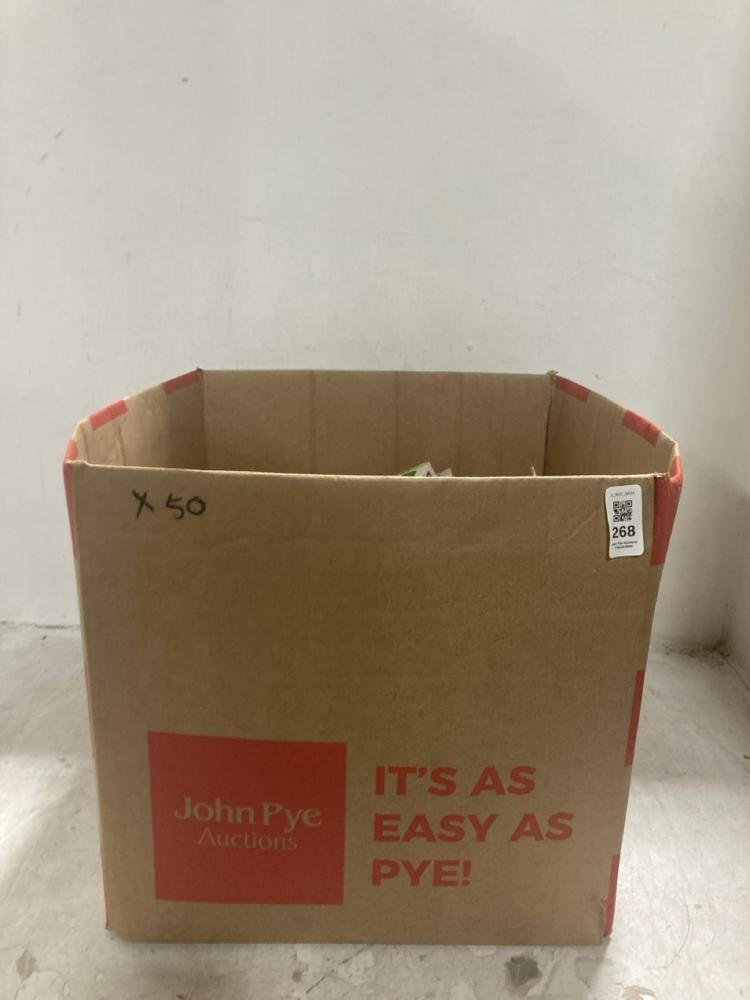 X 50
268
John Pye
Auctions
IT'S AS
EASY AS
PYE!